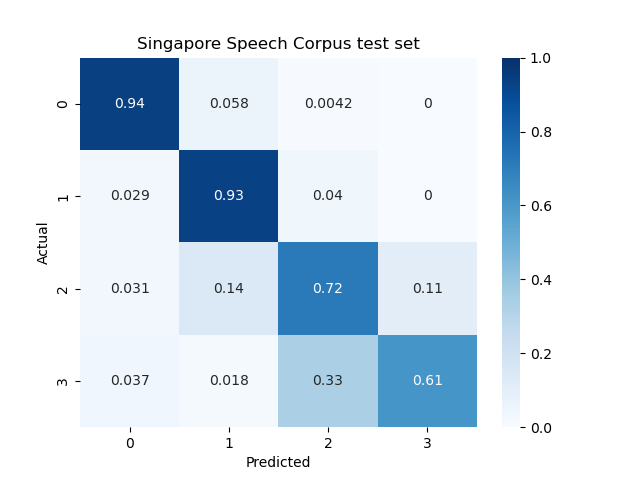 Singapore Speech Corpus test set
Actual
0 0.94 0.058 0.0042 0
1 0.029 0.93 0.04 0
2 0.031 0.14 0.72 0.11
3 0.037 0.018 0.33 0.61
0 1 2 3
Predicted
1.0
0.8
0.6
0.4
0.2
0.0